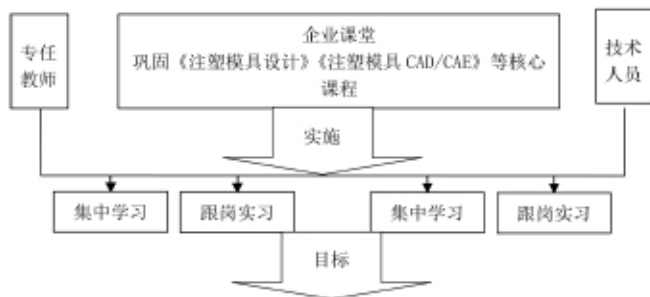 专任
教师
企业课堂
巩固《注塑模具设计》《注塑模具 CAD/CAE》等核心
课程
技术
人员
实施
集中学习
跟岗实习
集中学习
跟岗实习
目标